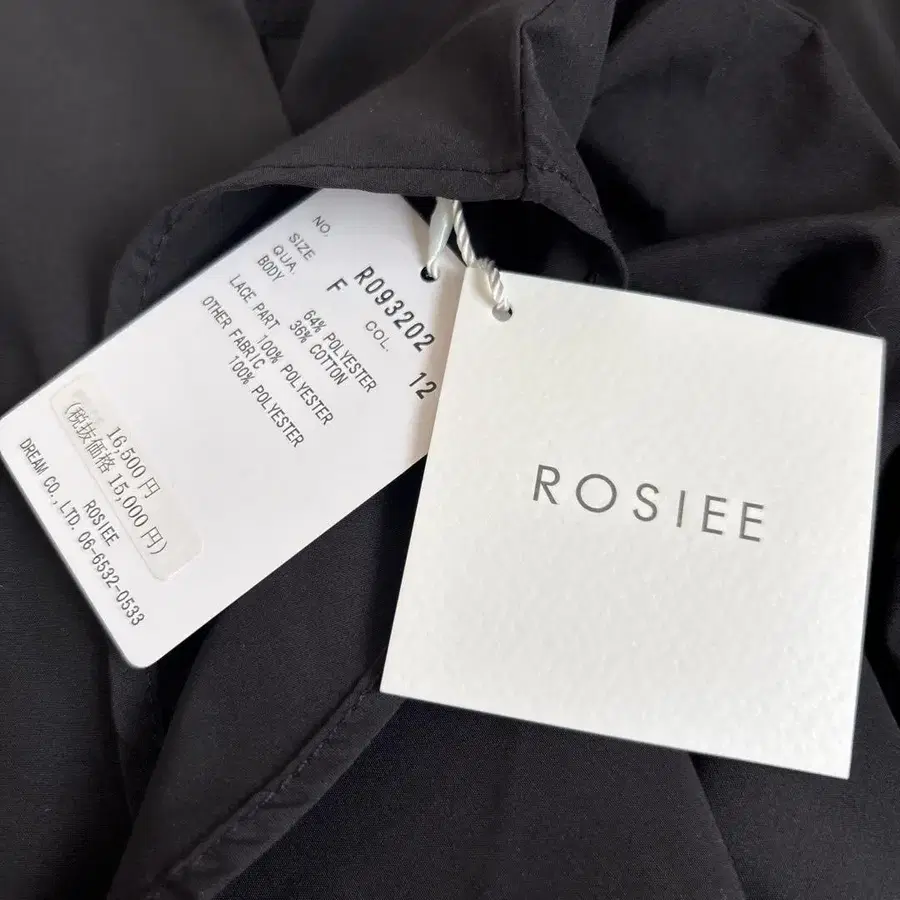 NO. R093202
SIZE F COL. 12
QUA.
BODY 64% POLYESTER
36% COTTON
LACE PART 100% POLYESTER
OTHER FABRIC
100% POLYESTER
16,500円
(税抜価格 15,000円)
ROSIEE
DREAM CO.,LTD. 06-6532-0533
ROSIEE